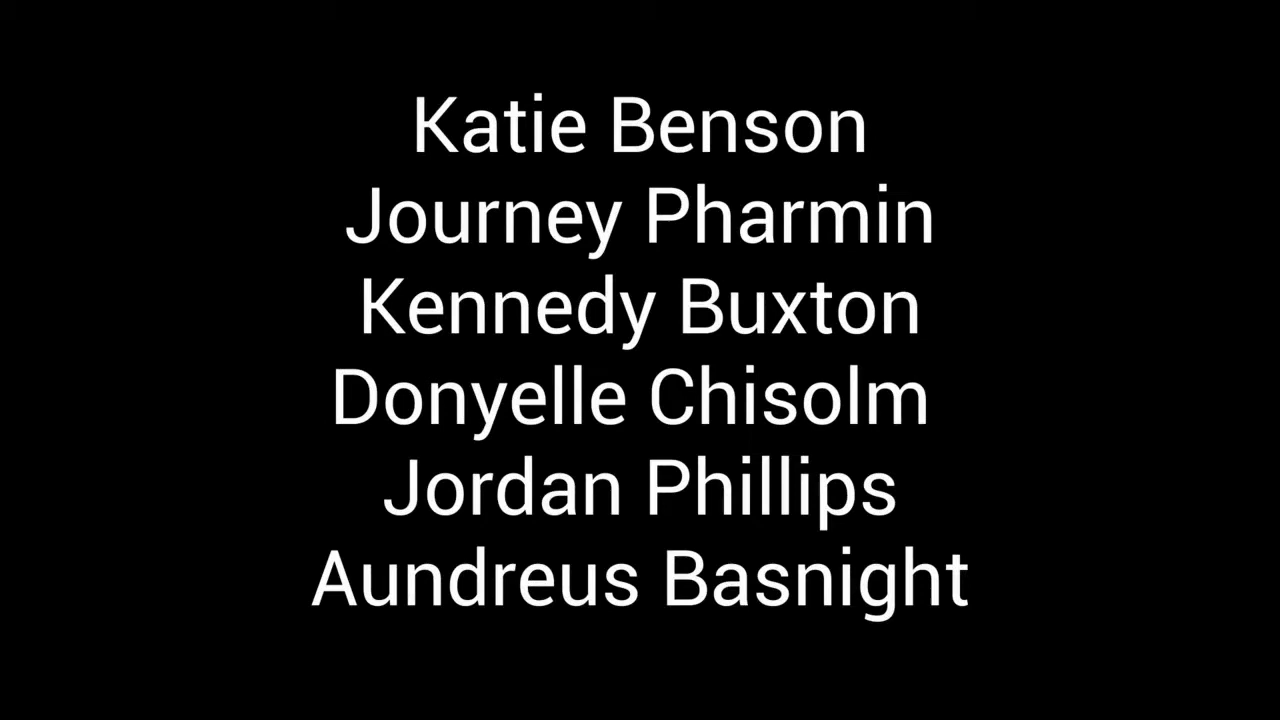 Katie Benson
Journey Pharmin
Kennedy Buxton
Donyelle Chisolm
Jordan Phillips
Aundreus Basnight